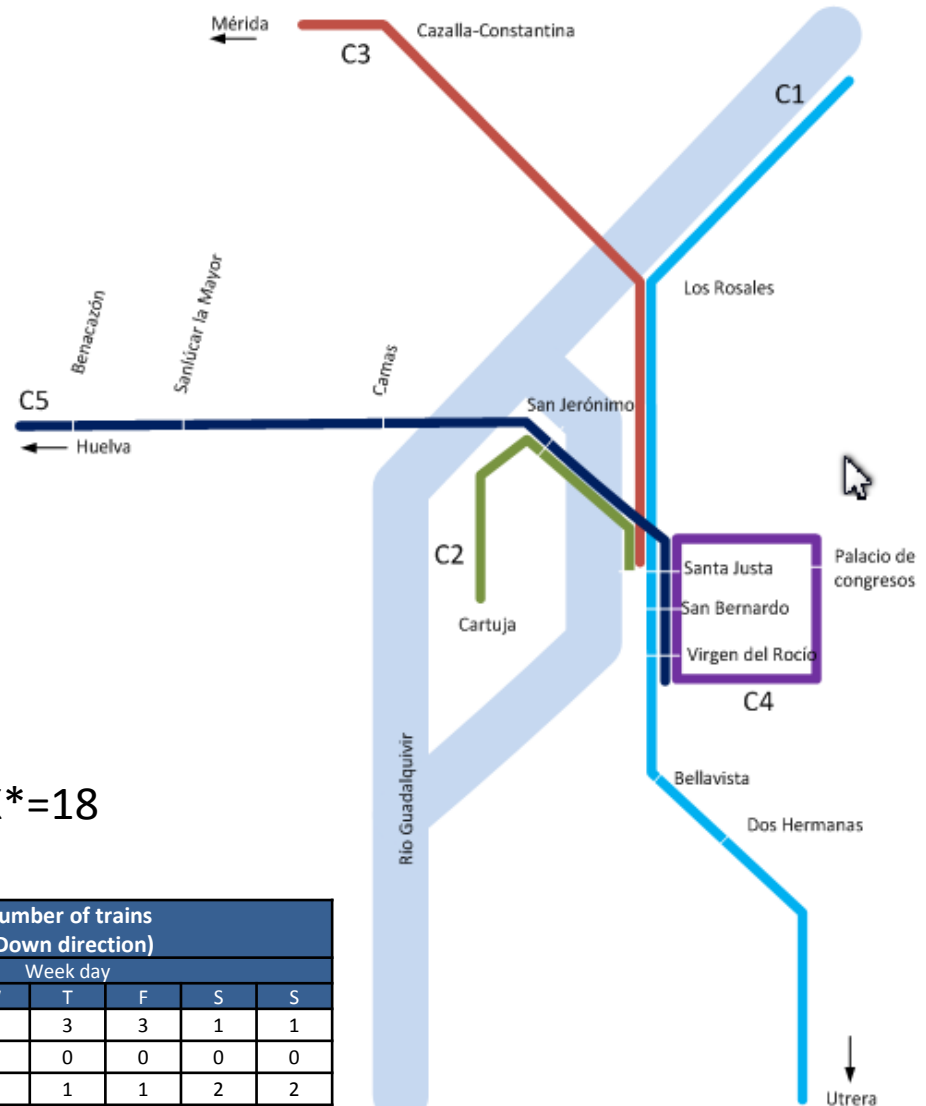 Mérida
Cazalla-Constantina
C3
C1
Los Rosales
Benacazón
Sanlúcar la Mayor
Camas
C5
San Jerónimo
Huelva
C2
Santa Justa
Palacio de
congresos
San Bernardo
Cartuja
Virgen del Rocío
C4
Río Guadalquivir
Bellavista
*=18
Dos Hermanas
umber of trains
Down direction)
Week day
T F S S
3 3 1 1
0 0 0 0
1 1 2 2
Utrera